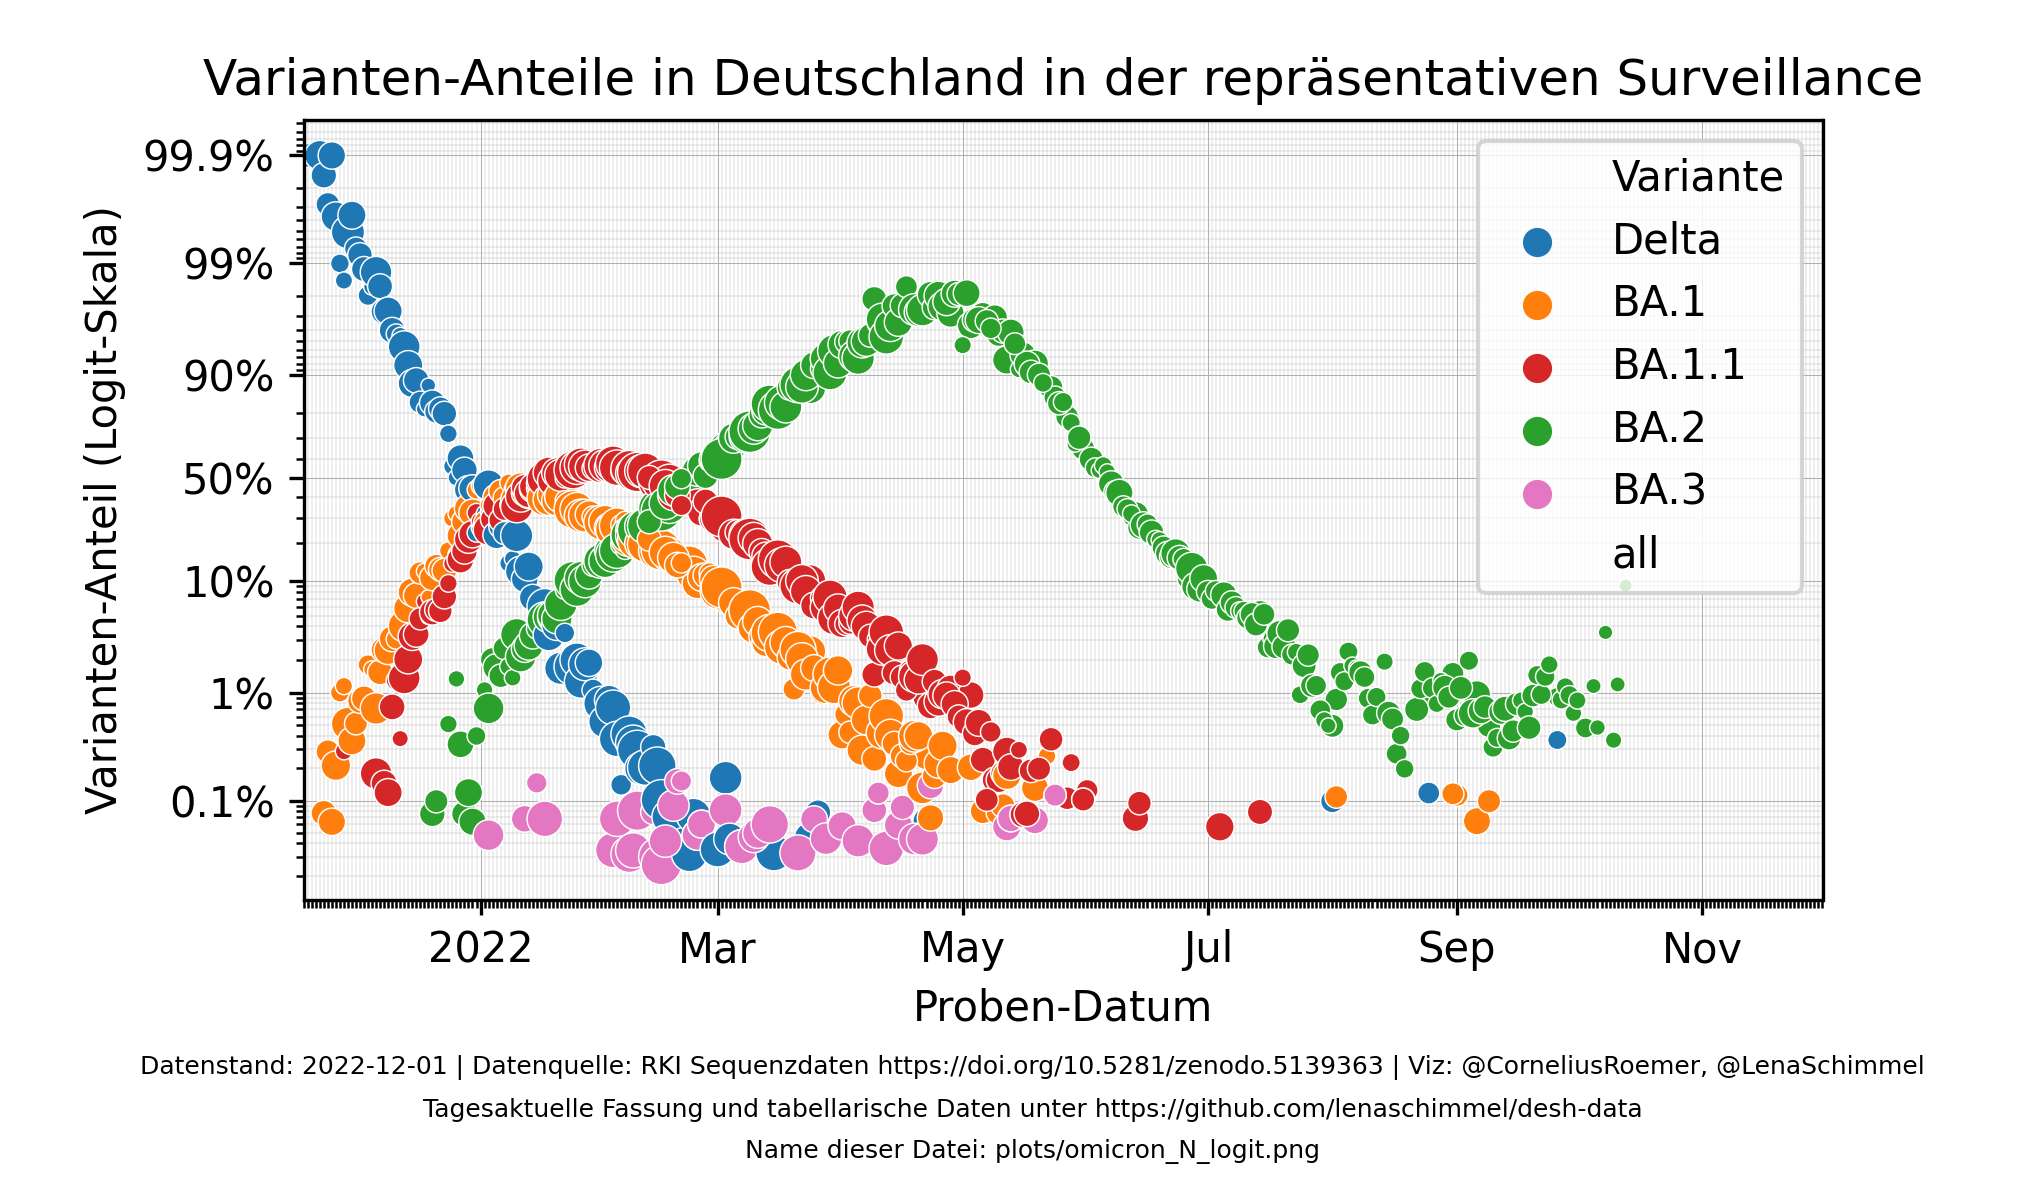 Varianten-Anteile in Deutschland in der repräsentativen Surveillance
Varianten-Anteil (Logit-Skala)
99.9%
99%
90%
50%
10%
1%
0.1%
Variante
Delta
BA.1
BA.1.1
BA.2
BA.3
all
2022
Mar
May
Jul
Sep
Nov
Proben-Datum
Datenstand: 2022-12-01 | Datenquelle: RKI Sequenzdaten https://doi.org/10.5281/zenodo.5139363 | Viz: @CorneliusRoemer, @LenaSchimmel
Tagesaktuelle Fassung und tabellarische Daten unter https://github.com/lenaschimmel/desh-data
Name dieser Datei: plots/omicron_N_logit.png